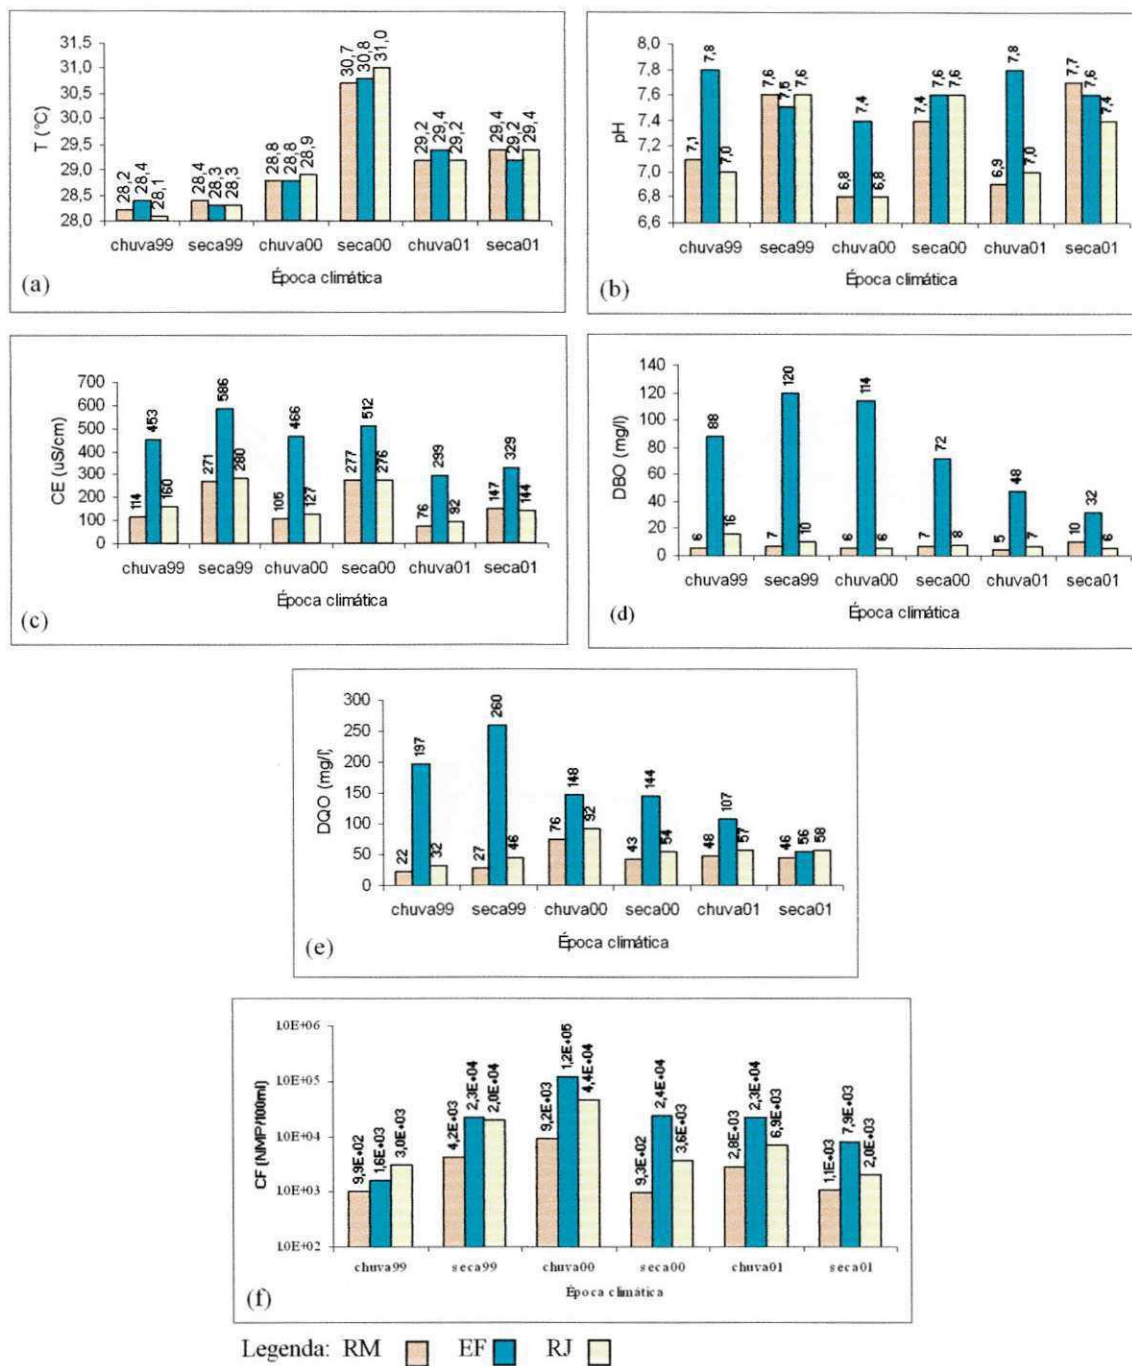 31,5
31,0
30,5
30,0
29,5
29,0
28,5
28,0
T (°C)
28,2 28,4 28,1 28,4 28,3 28,3 28,8 28,8 28,9 30,7 30,8 31,0 29,2 29,4 29,2 29,4 29,2 29,4
chuva99 seca99 chuva00 seca00 chuva01 seca01
Época climática
(a)
8,0
7,8
7,6
7,4
7,2
7,0
6,8
6,6
pH
7,1 7,8 7,0 7,6 7,5 7,6 6,8 7,4 6,8 7,4 7,6 7,6 6,9 7,8 7,0 7,7 7,6 7,4
chuva99 seca99 chuva00 seca00 chuva01 seca01
Época climática
(b)
700
600
500
400
300
200
100
0
CE (uS/cm)
114 453 160 271 586 280 105 466 127 277 512 276 76 299 92 147 329 144
chuva99 seca99 chuva00 seca00 chuva01 seca01
Época climática
(c)
140
120
100
80
60
40
20
0
DBO (mg/l)
6 88 16 7 120 10 6 114 6 7 72 8 5 48 7 10 32 6
chuva99 seca99 chuva00 seca00 chuva01 seca01
Época climática
(d)
300
250
200
150
100
50
0
DQO (mg/l)
22 197 32 27 260 46 76 148 92 43 144 54 48 107 57 46 56 58
chuva99 seca99 chuva00 seca00 chuva01 seca01
Época climática
(e)
1.0E+06
1.0E+05
1.0E+04
1.0E+03
1.0E+02
CF (NMP/100ml)
9,9E+02 1,6E+03 3,0E+03 4,2E+03 2,3E+04 2,0E+04 9,2E+03 1,2E+05 4,4E+04 9,3E+02 2,4E+04 3,6E+03 2,8E+03 2,3E+04 6,9E+03 1,1E+03 7,9E+03 2,0E+03
chuva99 seca99 chuva00 seca00 chuva01 seca01
Época climática
(f)
Legenda: RM EF RJ